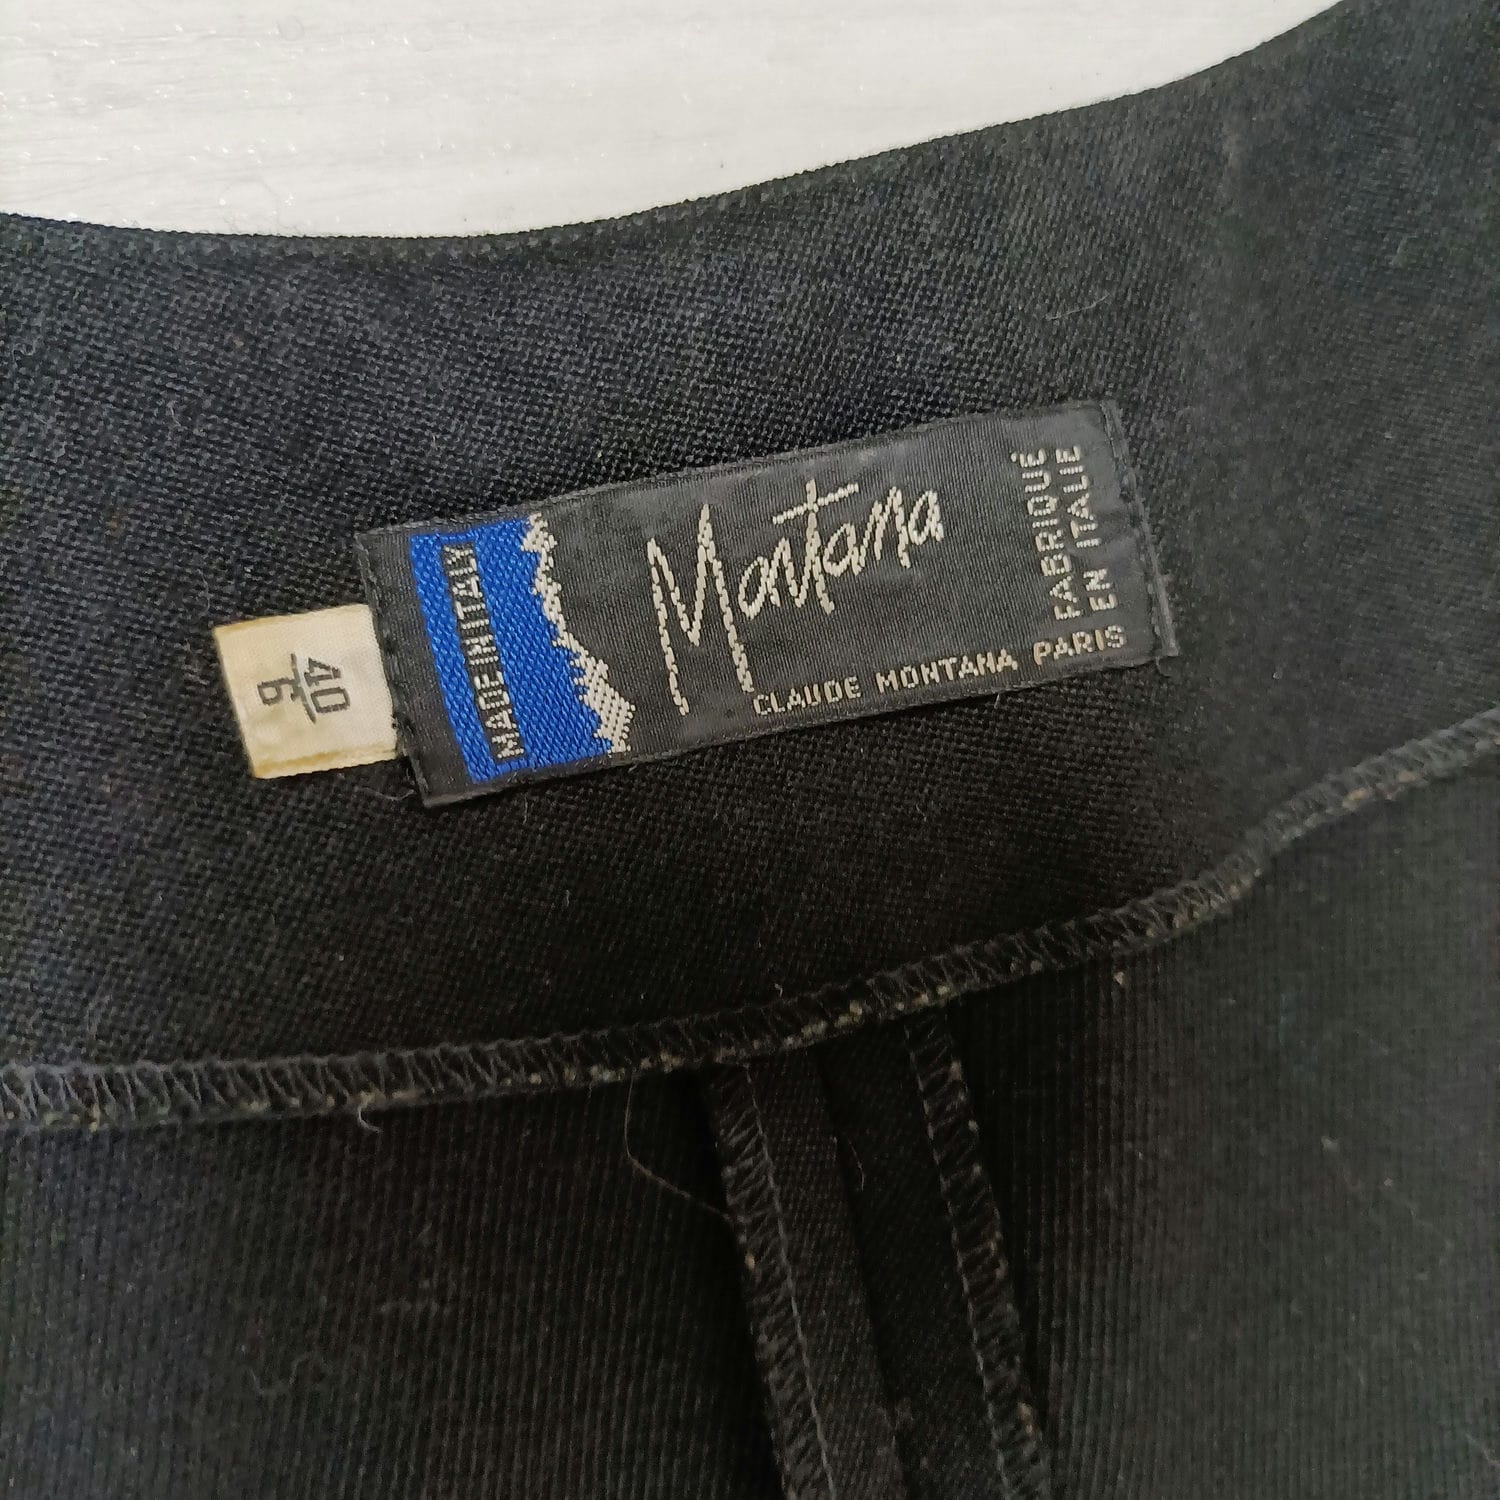 40
6
MADE IN ITALY
Montana
CLAUDE MONTANA PARIS
FABRIQUÉ
EN ITALIE